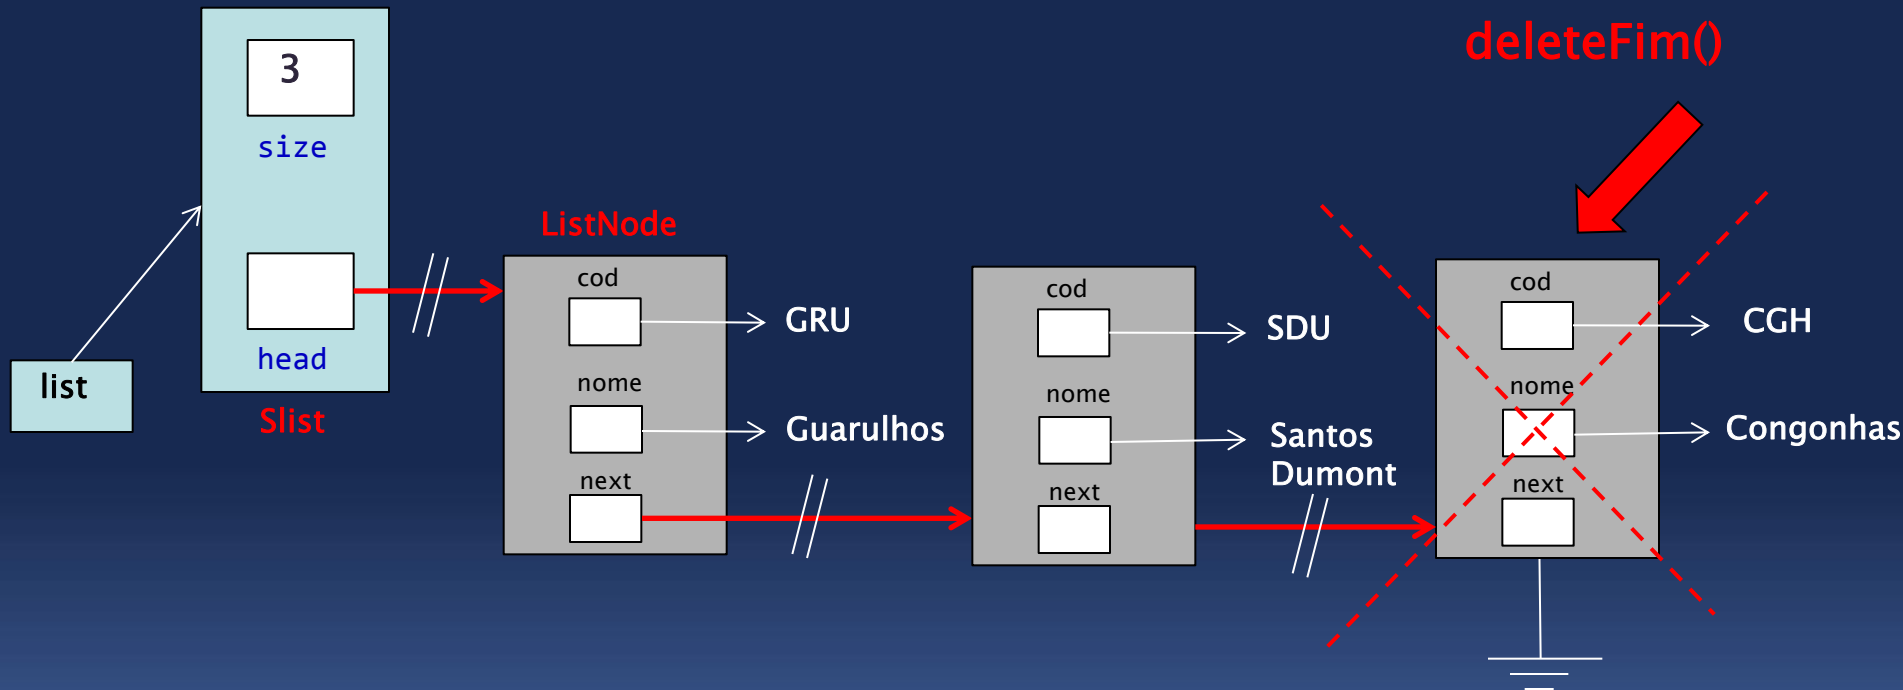 deleteFim()
3
size
head
Slist
list
ListNode
cod
GRU
nome
Guarulhos
next
cod
SDU
nome
Santos
Dumont
next
cod
CGH
nome
Congonhas
next